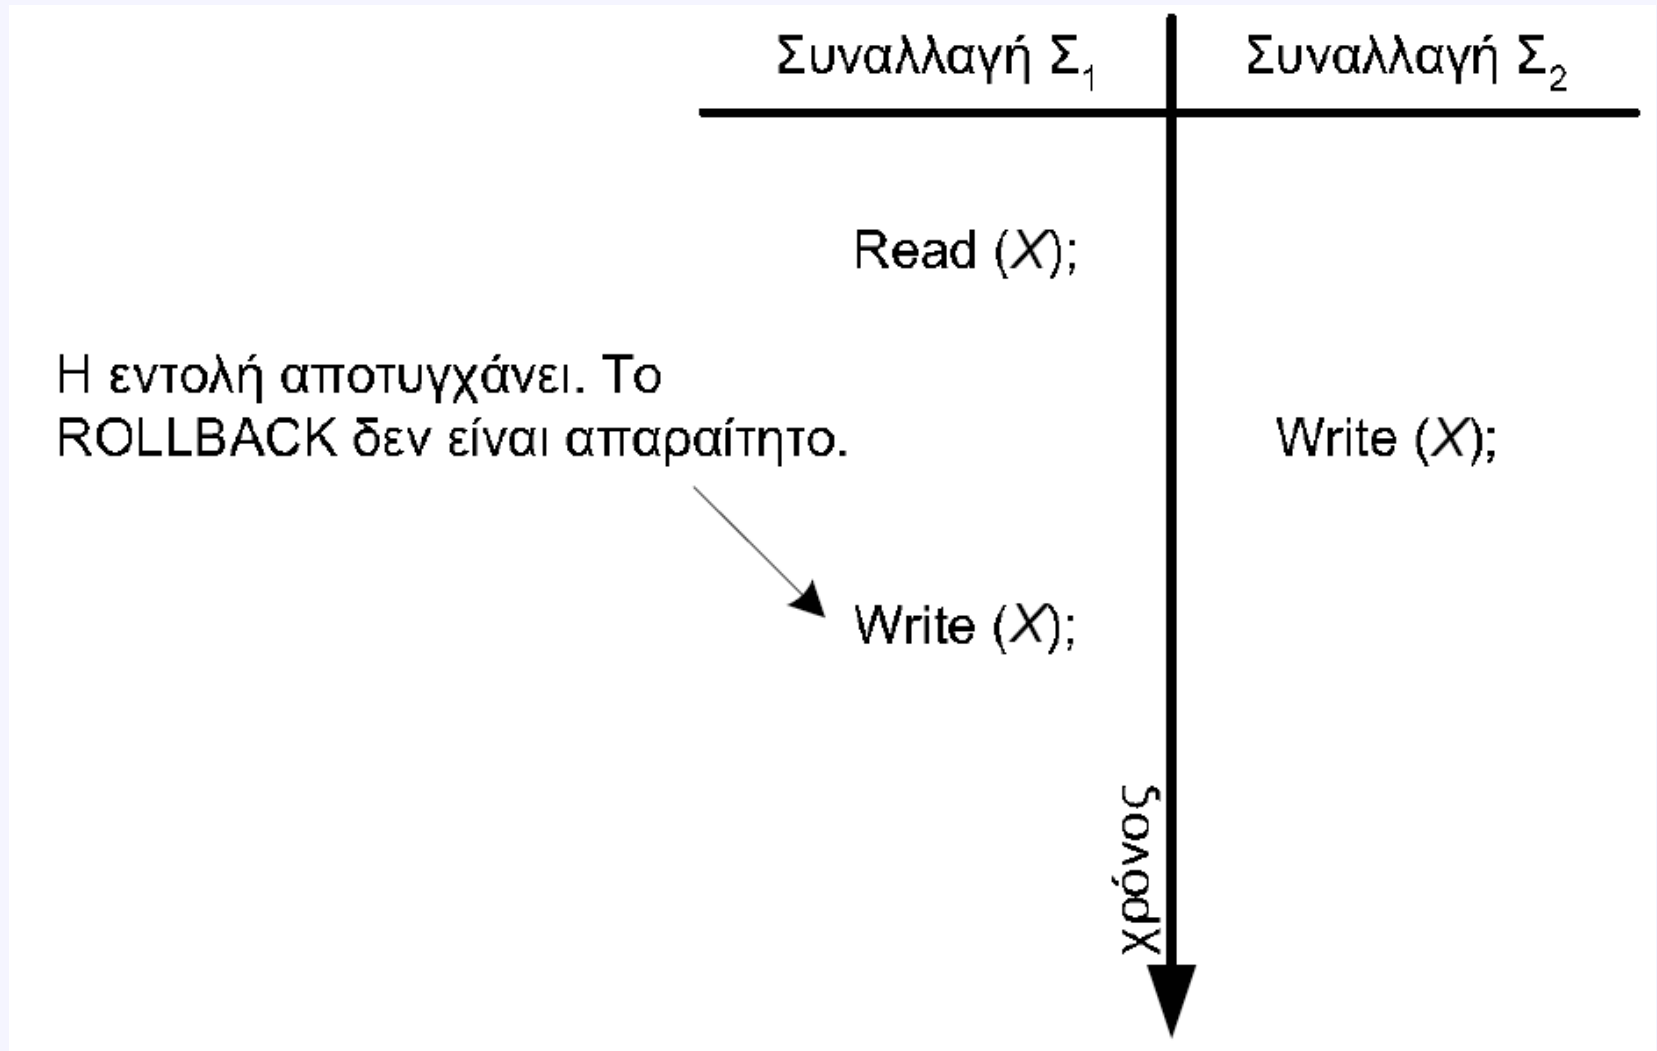 Συναλλαγή Σ1 Συναλλαγή Σ2
Read (X);
Η εντολή αποτυγχάνει. Το
ROLLBACK δεν είναι απαραίτητο.
Write (X);
Write (X);
χρόνος